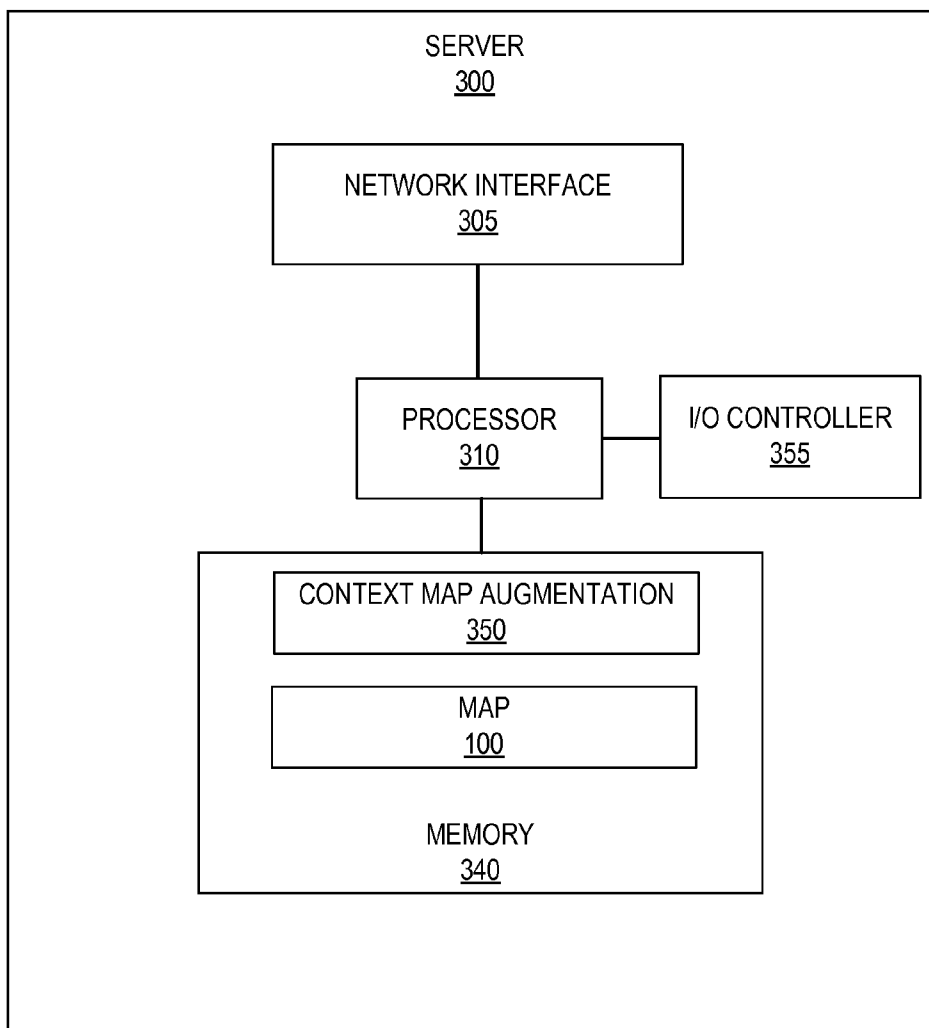 SERVER
300
NETWORK INTERFACE
305
PROCESSOR
310
I/O CONTROLLER
355
CONTEXT MAP AUGMENTATION
350
MAP
100
MEMORY
340